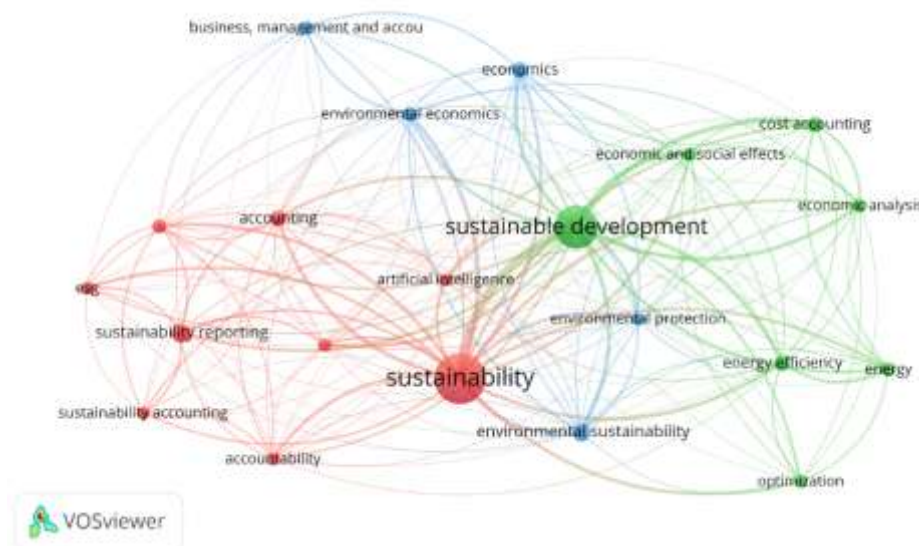 business, management and accou
economics
environmental economics
cost accounting
economic and social effects
economic analysis
accounting
sustainable development
artificial intelligence
esg
environmental protection
sustainability reporting
energy efficiency
energy
sustainability
sustainability accounting
environmental sustainability
accountability
optimization
VOSviewer